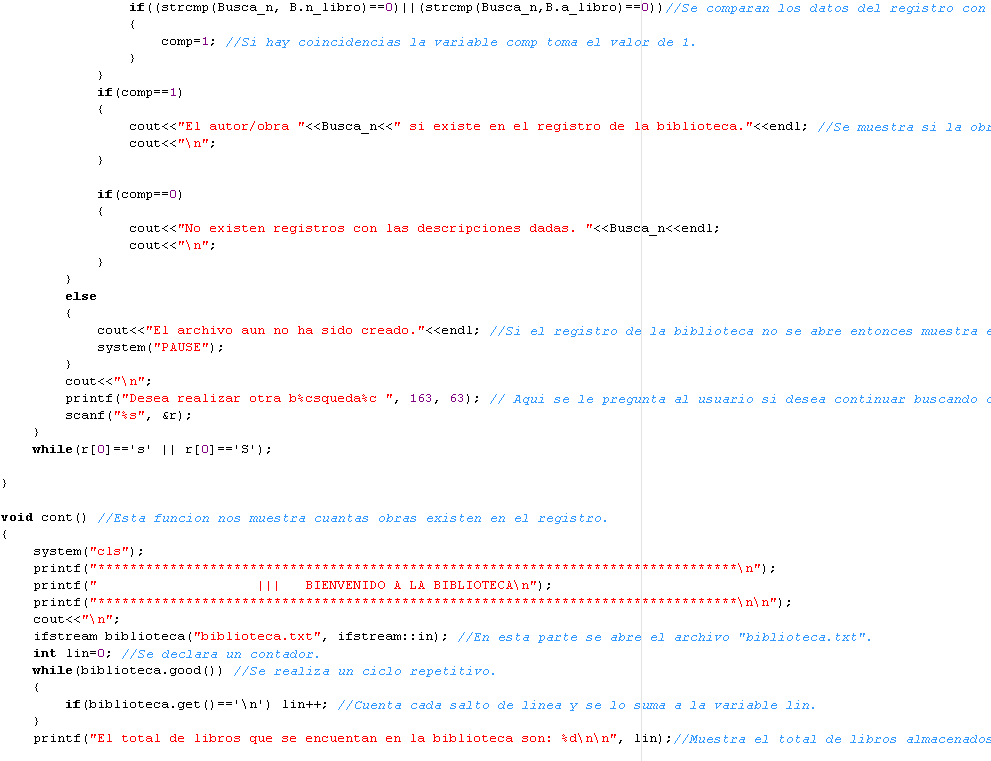 if((strcmp(Busca_n, B.n_libro)==0)||(strcmp(Busca_n,B.a_libro)==0))//Se comparan los datos del registro con
{
comp=1; //Si hay coincidencias la variable comp toma el valor de 1.
}
}
if(comp==1)
{
cout<<"El autor/obra "<<Busca_n<<" si existe en el registro de la biblioteca."<<endl; //Se muestra si la obr
cout<<"\n";
}
if(comp==0)
{
cout<<"No existen registros con las descripciones dadas. "<<Busca_n<<endl;
cout<<"\n";
}
}
else
{
cout<<"El archivo aun no ha sido creado."<<endl; //Si el registro de la biblioteca no se abre entonces muestra e
system("PAUSE");
}
cout<<"\n";
printf("Desea realizar otra b%csqueda%c ", 163, 63); // Aqui se le pregunta al usuario si desea continuar buscando o
scanf("%s", &r);
}
while(r[0]=='s' || r[0]=='S');
}
void cont() //Esta funcion nos muestra cuantas obras existen en el registro.
{
system("cls");
printf("********************************************************************************\n");
printf("                    |||   BIENVENIDO A LA BIBLIOTECA\n");
printf("********************************************************************************\n\n");
cout<<"\n";
ifstream biblioteca("biblioteca.txt", ifstream::in); //En esta parte se abre el archivo "biblioteca.txt".
int lin=0; //Se declara un contador.
while(biblioteca.good()) //Se realiza un ciclo repetitivo.
{
if(biblioteca.get()=='\n') lin++; //Cuenta cada salto de linea y se lo suma a la variable lin.
}
printf("El total de libros que se encuentan en la biblioteca son: %d\n\n", lin);//Muestra el total de libros almacenados